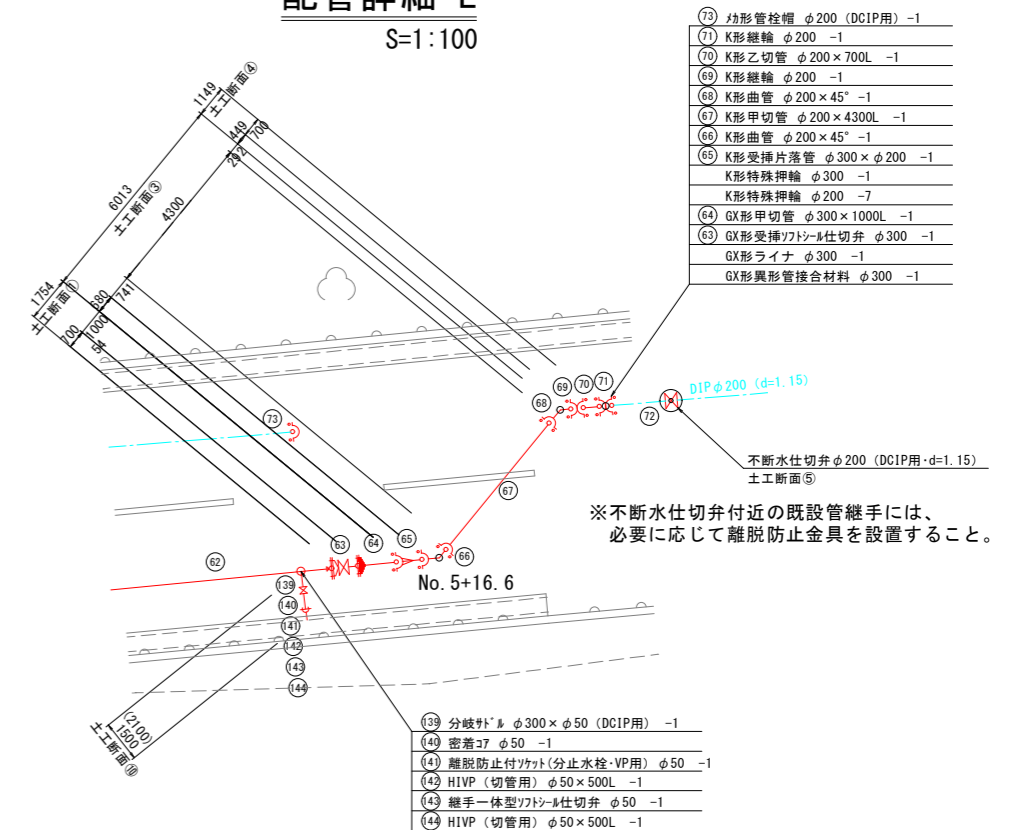 配管詳細
S=1:100
㉓ ﾒｶ形管栓帽 φ200 (DCIP用) -1
71 K形継輪 φ200 -1
70 K形乙切管 φ200×700L -1
69 K形継輪 φ200 -1
68 K形曲管 φ200×45° -1
67 K形甲切管 φ200×4300L -1
66 K形曲管 φ200×45° -1
65 K形受挿片落管 φ300×φ200 -1
K形特殊押輪 φ300 -1
K形特殊押輪 φ200 -7
64 GX形甲切管 φ300×1000L -1
63 GX形受挿ｿﾌﾄｼｰﾙ仕切弁 φ300 -1
GX形ライナ φ300 -1
GX形異形管接合材料 φ300 -1
1149
土工断面④
449
700
292
6013
土工断面③
4300
1754
土工断面①
680
741
700
1000
54
73
68
69
70
71
72
DIPφ200 (d=1.15)
不断水仕切弁φ200 (DCIP用・d=1.15)
土工断面⑤
※不断水仕切弁付近の既設管継手には、
必要に応じて離脱防止金具を設置すること。
67
62
63
64
65
66
No.5+16.6
139
140
141
142
143
144
(2100)
1500
土工断面⑩
139 分岐ｻﾄﾞﾙ φ300×φ50 (DCIP用) -1
140 密着ｺｱ φ50 -1
141 離脱防止付ｿｹｯﾄ(分止水栓・VP用) φ50 -1
142 HIVP (切管用) φ50×500L -1
143 継手一体型ｿﾌﾄｼｰﾙ仕切弁 φ50 -1
144 HIVP (切管用) φ50×500L -1